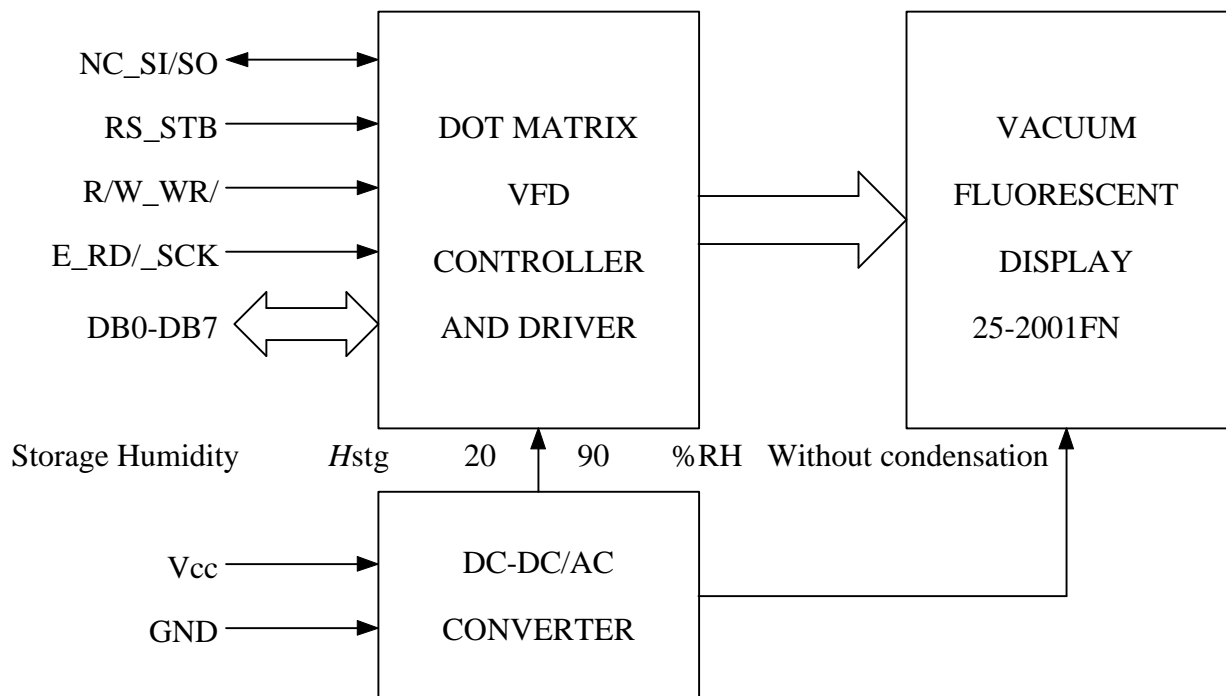 NC_SI/SO
RS_STB
R/W_WR/
E_RD/_SCK
DB0-DB7
DOT MATRIX
VFD
CONTROLLER
AND DRIVER
VACUUM
FLUORESCENT
DISPLAY
25-2001FN
Storage Humidity Hstg 20 90 %RH Without condensation
Vcc
GND
DC-DC/AC
CONVERTER